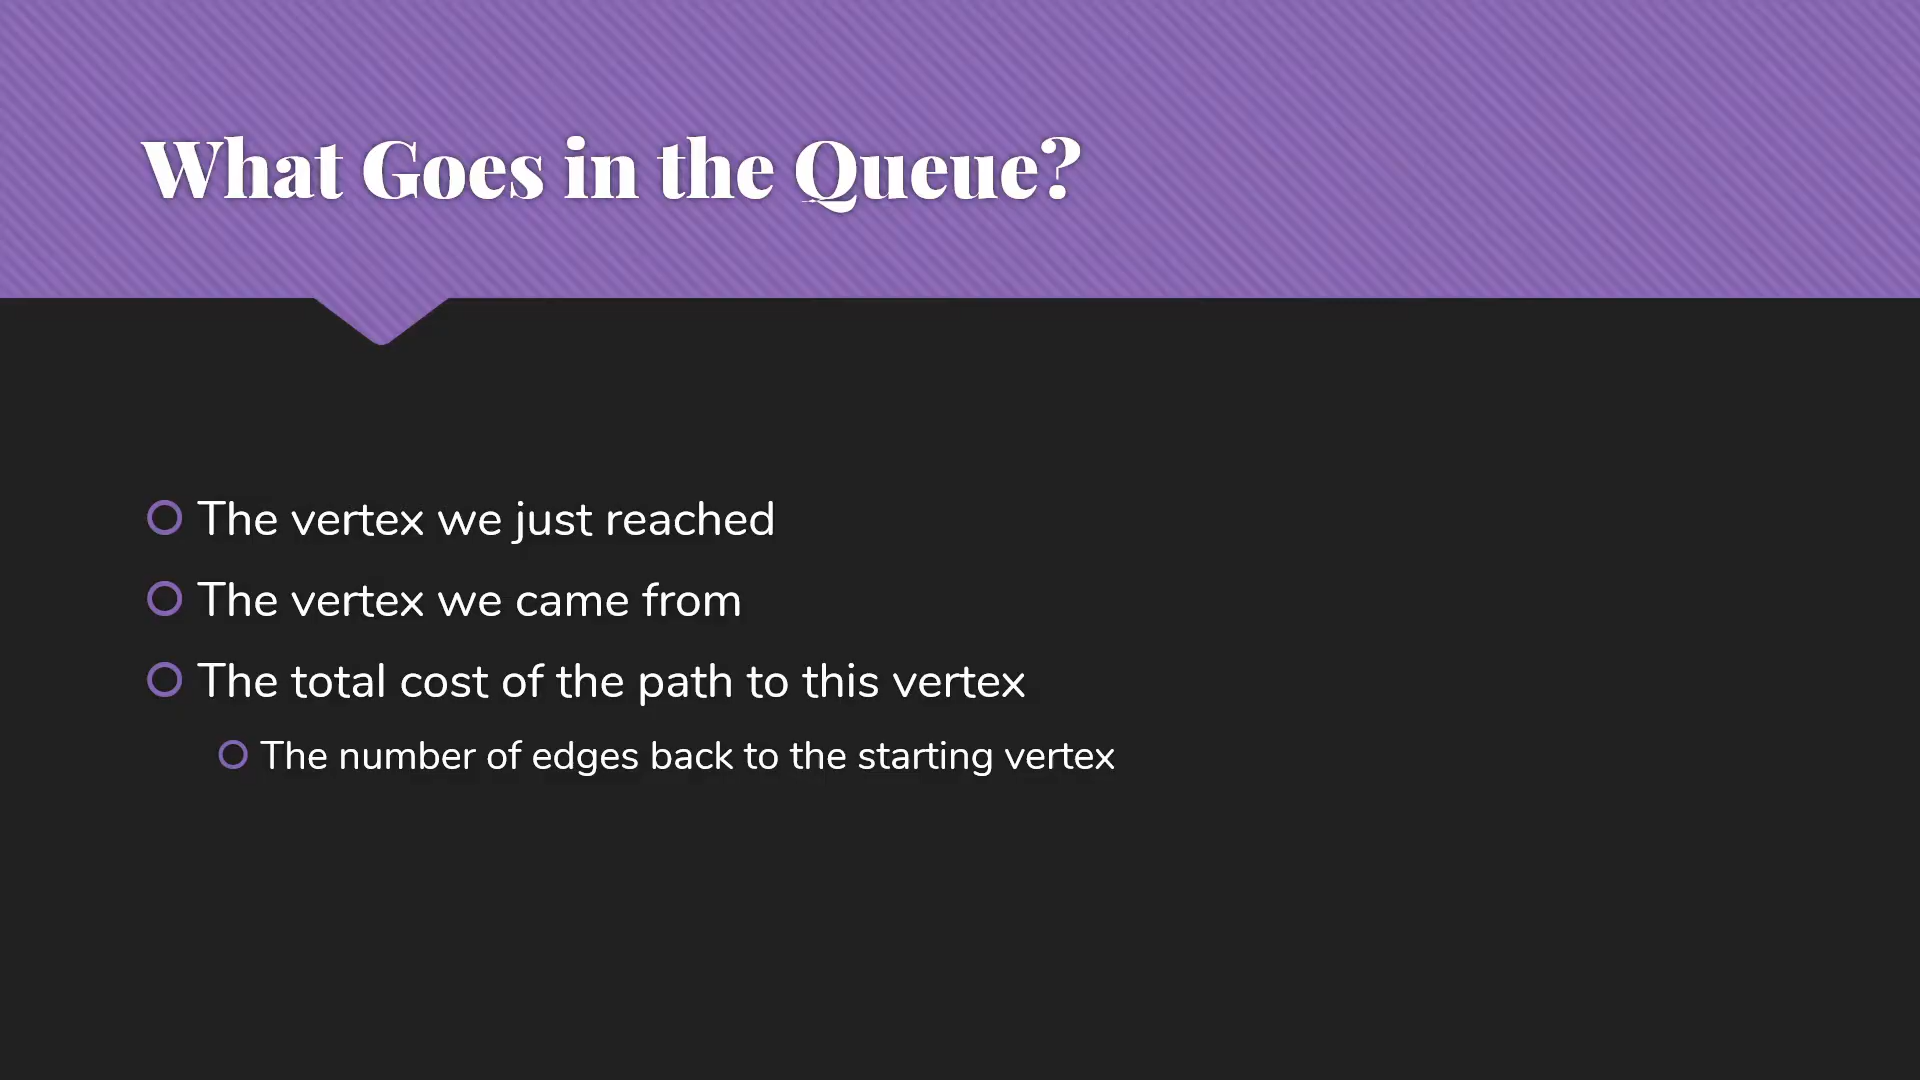 What Goes in the Queue?
The vertex we just reached
The vertex we came from
The total cost of the path to this vertex
The number of edges back to the starting vertex